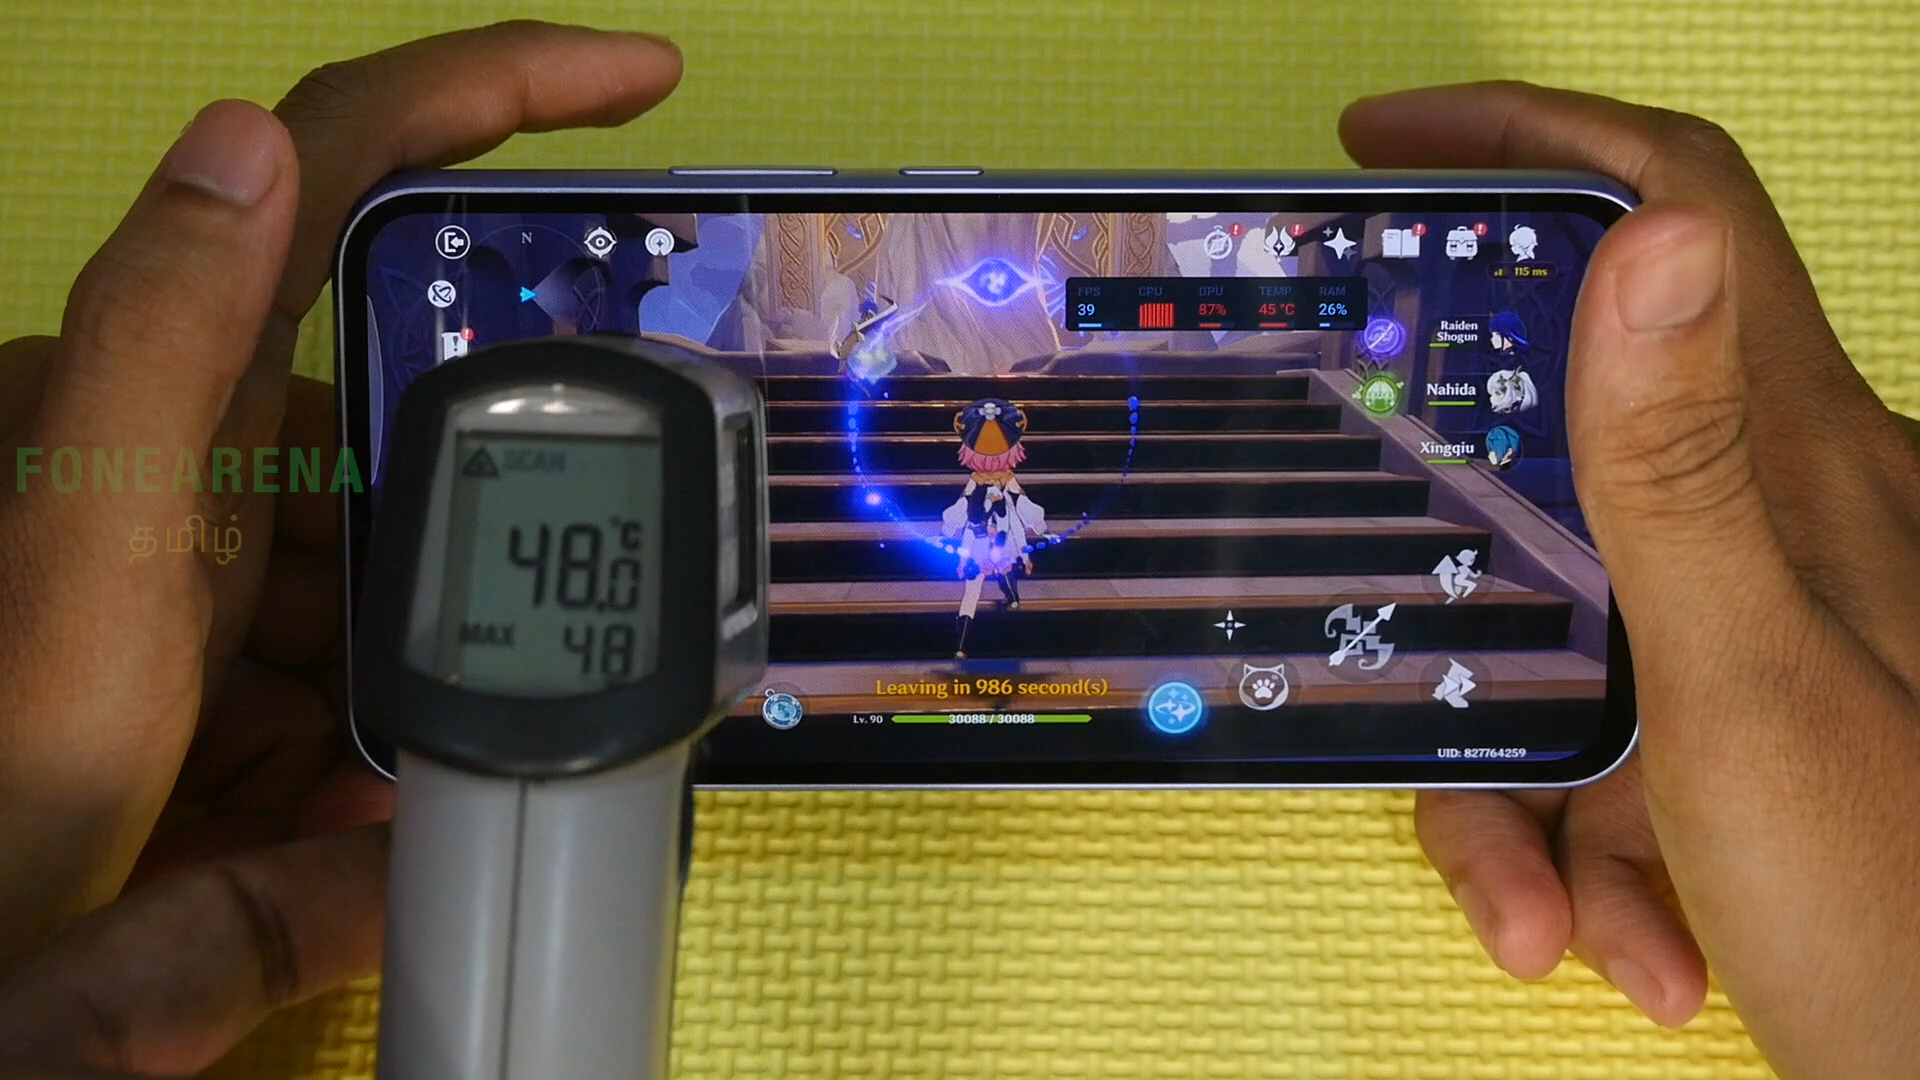 N
115 ms
FPS CPU GPU TEMP RAM
39 87% 45 °C 26%
Raiden
Shogun
Nahida
Xingqiu
FONEARENA
தமிழ்
SCAN
48.0 °C
MAX 48
Leaving in 986 second(s)
Lv. 90 30088 / 30088
UID: 827764259